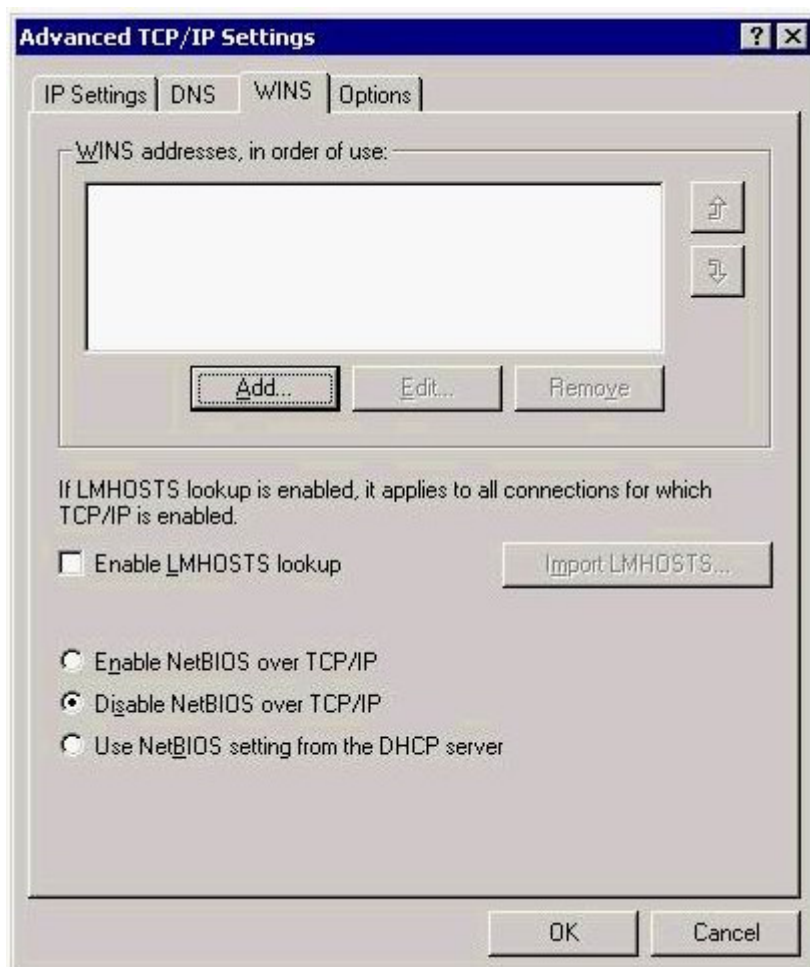 Advanced TCP/IP Settings
IP Settings DNS WINS Options
WINS addresses, in order of use:
Add... Edit... Remove
If LMHOSTS lookup is enabled, it applies to all connections for which
TCP/IP is enabled.
Enable LMHOSTS lookup Import LMHOSTS...
Enable NetBIOS over TCP/IP
Disable NetBIOS over TCP/IP
Use NetBIOS setting from the DHCP server
OK Cancel